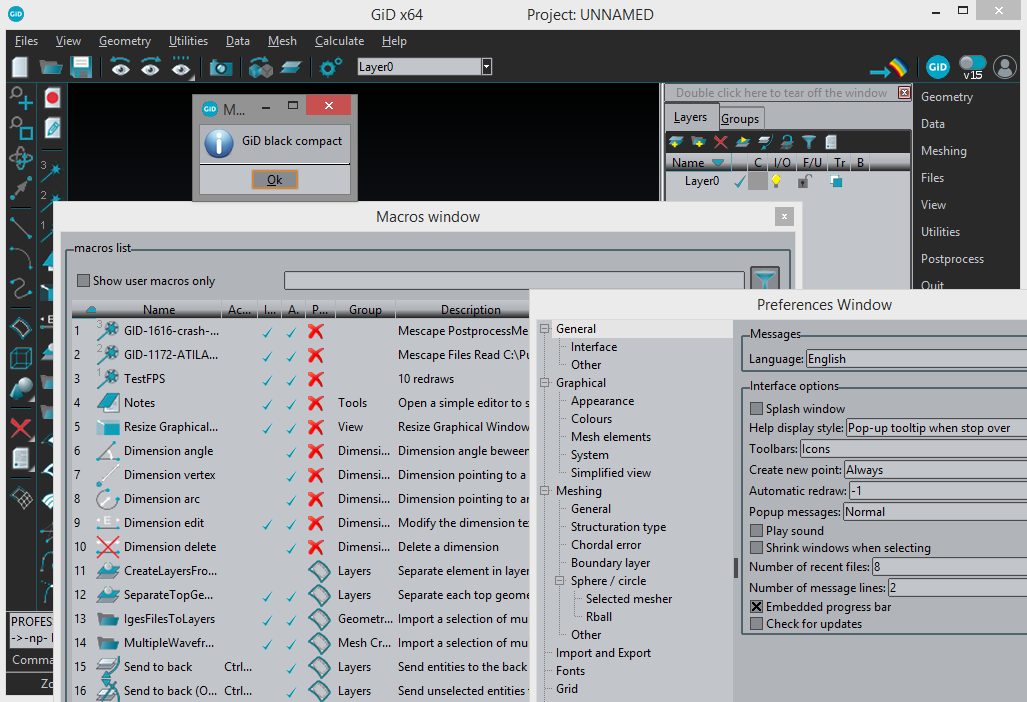 GiD x64 Project: UNNAMED
Files View Geometry Utilities Data Mesh Calculate Help
Layer0
GiD
v15
Double click here to tear off the window
Layers Groups
Name C I/O F/U Tr B
Layer0
Geometry
Data
Meshing
Files
View
Utilities
Postprocess
Quit
GiD M...
GiD black compact
Ok
3
2
1
PROFES
->-np-
Comma
Zo
Macros window
macros list
Show user macros only
Name Ac... I... A. P... Group Description
1 GID-1616-crash-... Mescape PostprocessMe
2 GID-1172-ATILA... Mescape Files Read C:\Pu
3 TestFPS 10 redraws
4 Notes Tools Open a simple editor to s
5 Resize Graphical... View Resize Graphical Window
6 Dimension angle Dimensi... Dimension angle beween
7 Dimension vertex Dimensi... Dimension pointing to a
8 Dimension arc Dimensi... Dimension pointing to ar
9 Dimension edit Dimensi... Modify the dimension te
10 Dimension delete Dimensi... Delete a dimension
11 CreateLayersFro... Layers Separate element in layer
12 SeparateTopGe... Layers Separate each top geome
13 IgesFilesToLayers Geometr... Import a selection of mu
14 MultipleWavefr... Mesh Cr... Import a selection of mu
15 Send to back Ctrl... Layers Send entities to the back
16 Send to back (O... Ctrl... Layers Send unselected entities
Preferences Window
General
Interface
Other
Graphical
Appearance
Colours
Mesh elements
System
Simplified view
Meshing
General
Structuration type
Chordal error
Boundary layer
Sphere / circle
Selected mesher
Rball
Other
Import and Export
Fonts
Grid
Messages
Language: English
Interface options
Splash window
Help display style: Pop-up tooltip when stop over
Toolbars: Icons
Create new point: Always
Automatic redraw: -1
Popup messages: Normal
Play sound
Shrink windows when selecting
Number of recent files: 8
Number of message lines: 2
Embedded progress bar
Check for updates